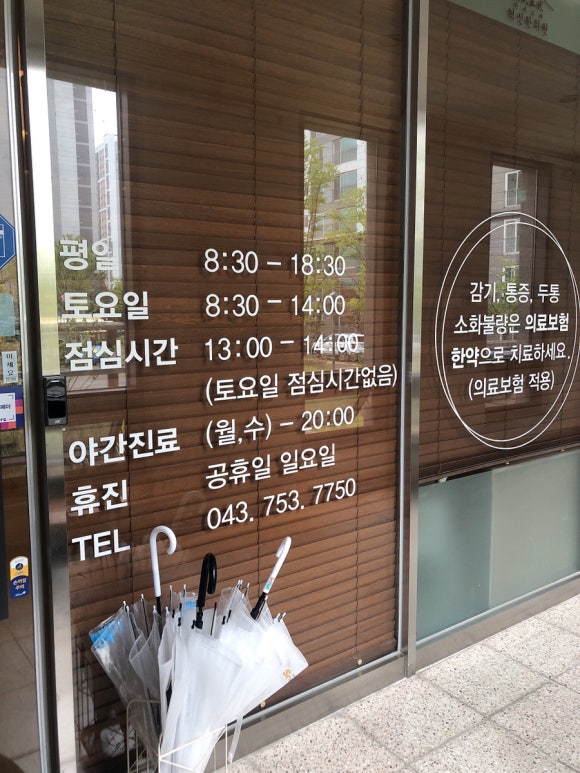 평일 8:30 - 18:30
토요일 8:30 - 14:00
점심시간 13:00 - 14:00
(토요일 점심시간없음)
야간진료 (월,수) - 20:00
휴진 공휴일 일요일
TEL 043. 753. 7750
감기, 통증, 두통
소화불량은 의료보험
한약으로 치료하세요.
(의료보험 적용)
미세요